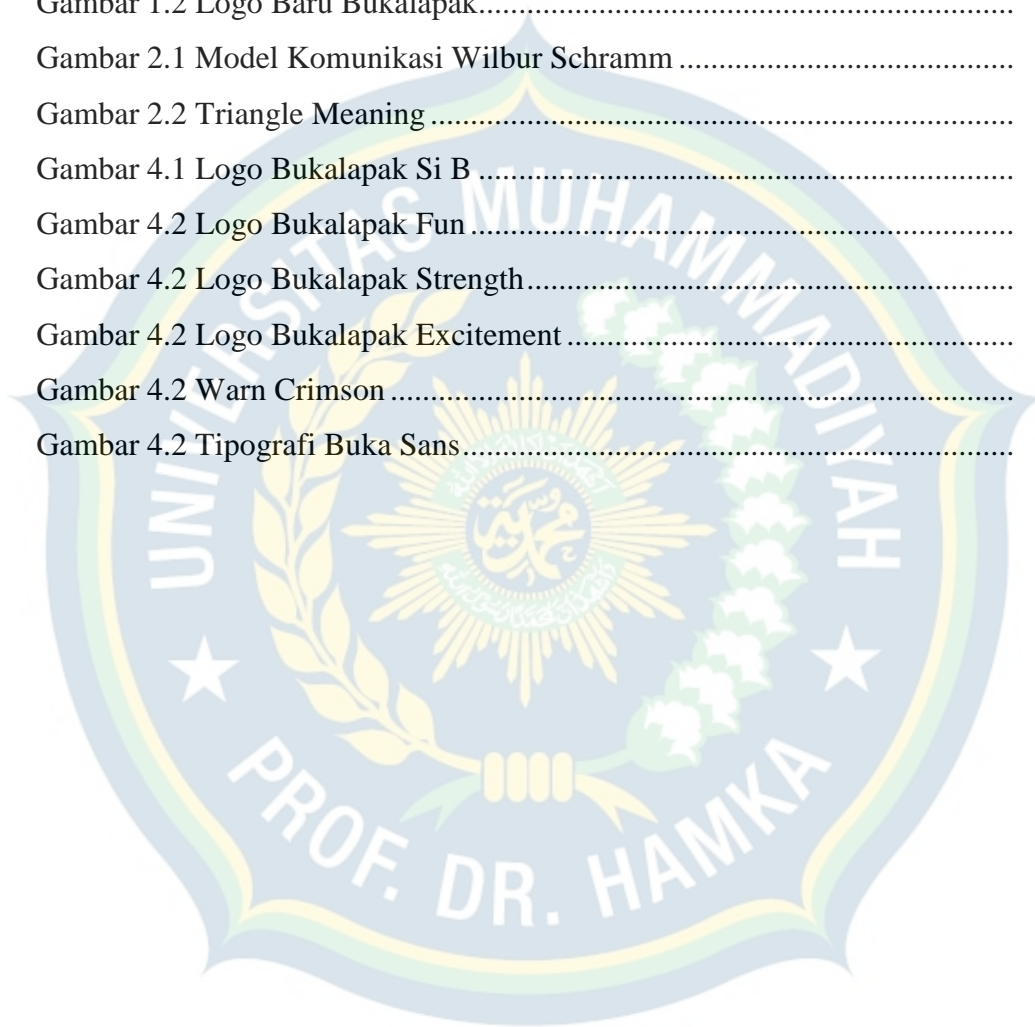 Gambar 1.2 Logo Baru Bukalapak..................................................................
Gambar 2.1 Model Komunikasi Wilbur Schramm .........................................
Gambar 2.2 Triangle Meaning ........................................................................
Gambar 4.1 Logo Bukalapak Si B ..................................................................
Gambar 4.2 Logo Bukalapak Fun ...................................................................
Gambar 4.2 Logo Bukalapak Strength............................................................
Gambar 4.2 Logo Bukalapak Excitement .......................................................
Gambar 4.2 Warn Crimson .............................................................................
Gambar 4.2 Tipografi Buka Sans....................................................................
UNIVERSITAS MUHAMMADIYAH
PROF. DR. HAMKA